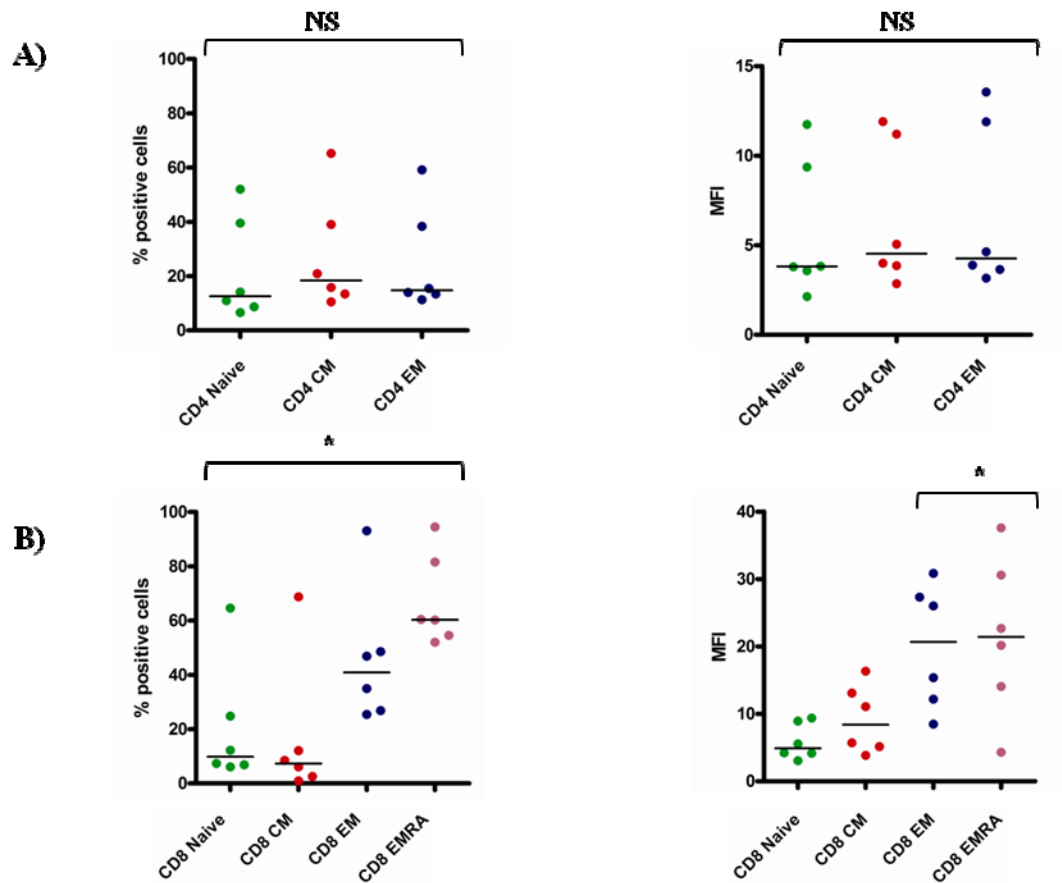 A)
NS
% positive cells
100
80
60
40
20
0
CD4 Naive
CD4 CM
CD4 EM
NS
MFI
15
10
5
0
CD4 Naive
CD4 CM
CD4 EM
B)
*
% positive cells
100
80
60
40
20
0
CD8 Naive
CD8 CM
CD8 EM
CD8 EMRA
*
MFI
40
30
20
10
0
CD8 Naive
CD8 CM
CD8 EM
CD8 EMRA